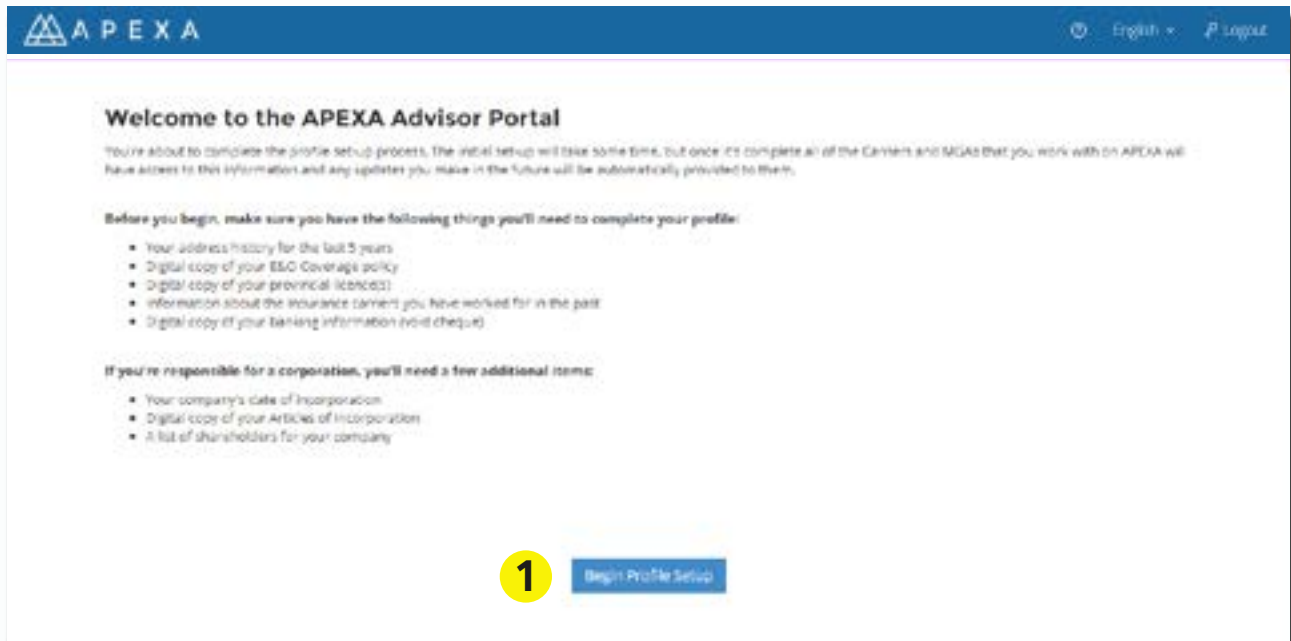 APEXA
English
Logout
Welcome to the APEXA Advisor Portal
You're about to complete the profile set-up process. The initial set-up will take some time, but once it's complete all of the Carriers and MGAs that you work with on APEXA will
have access to this information and any updates you make in the future will be automatically provided to them.
Before you begin, make sure you have the following things you'll need to complete your profile:
• Your address history for the last 5 years
• Digital copy of your E&O Coverage policy
• Digital copy of your provincial licence(s)
• Information about the insurance carriers you have worked for in the past
• Digital copy of your banking information (void cheque)
If you're responsible for a corporation, you'll need a few additional items:
• Your company's date of incorporation
• Digital copy of your Articles of Incorporation
• A list of shareholders for your company
1 Begin Profile Setup